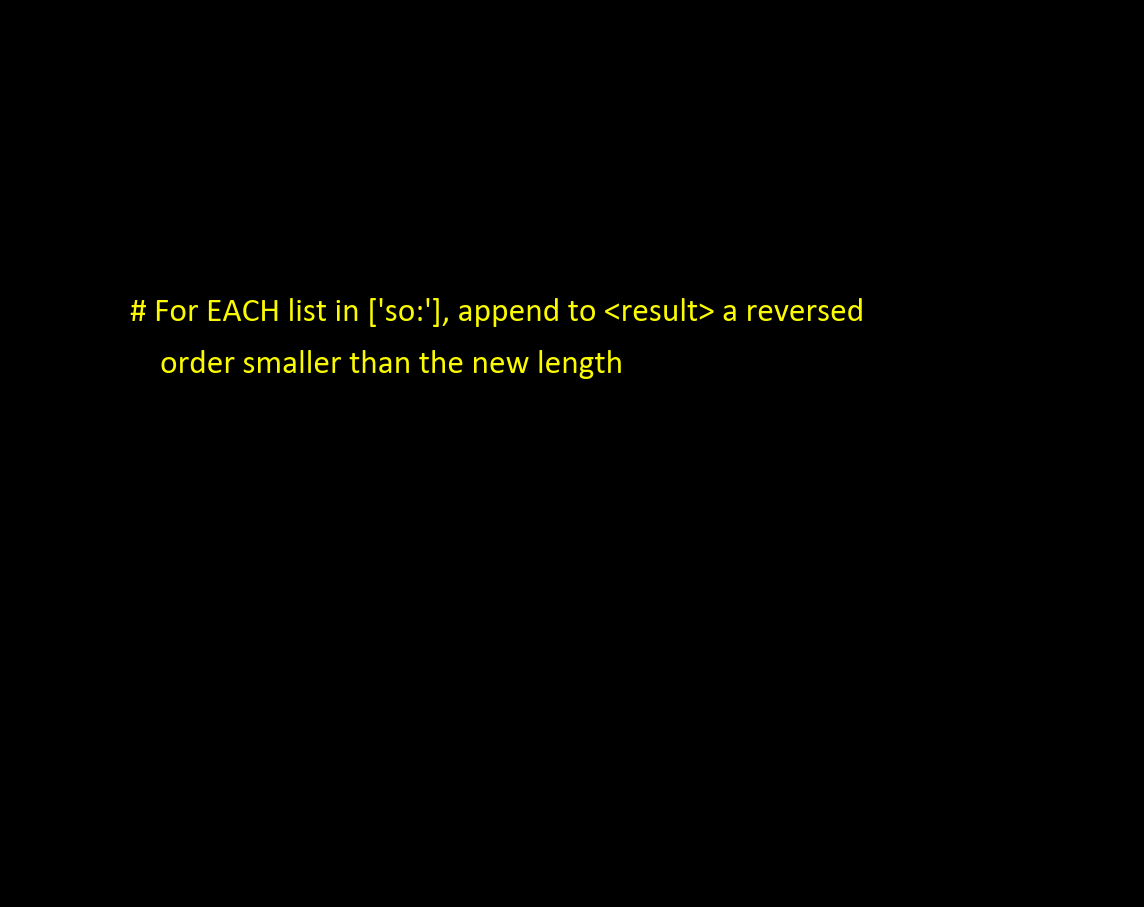 # For EACH list in ['so:'], append to <result> a reversed
order smaller than the new length